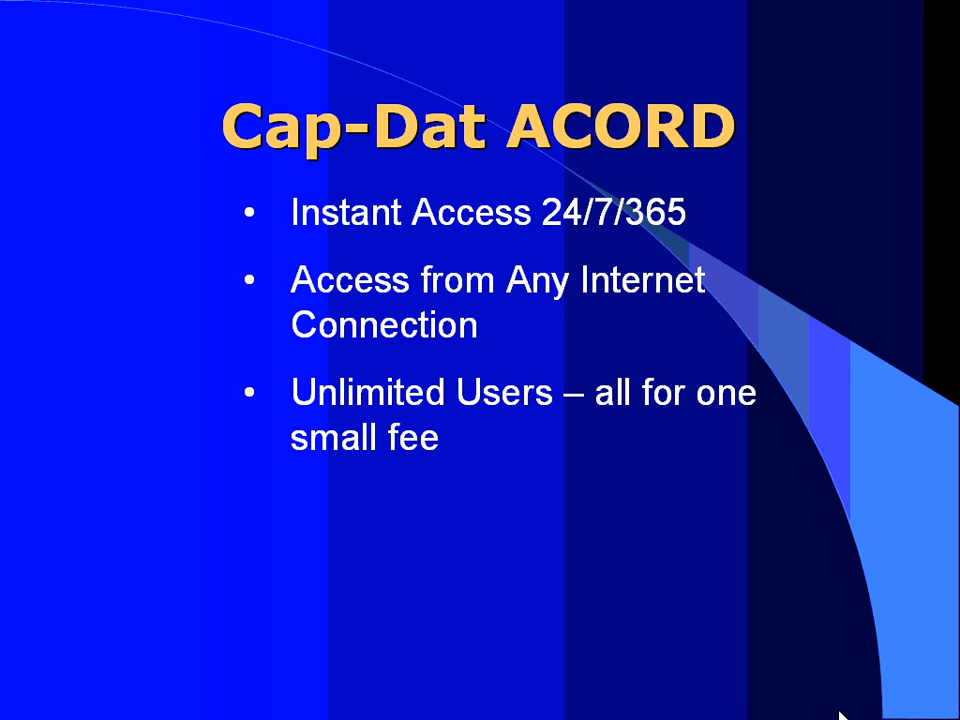 Cap-Dat ACORD
• Instant Access 24/7/365
• Access from Any Internet
Connection
• Unlimited Users – all for one
small fee